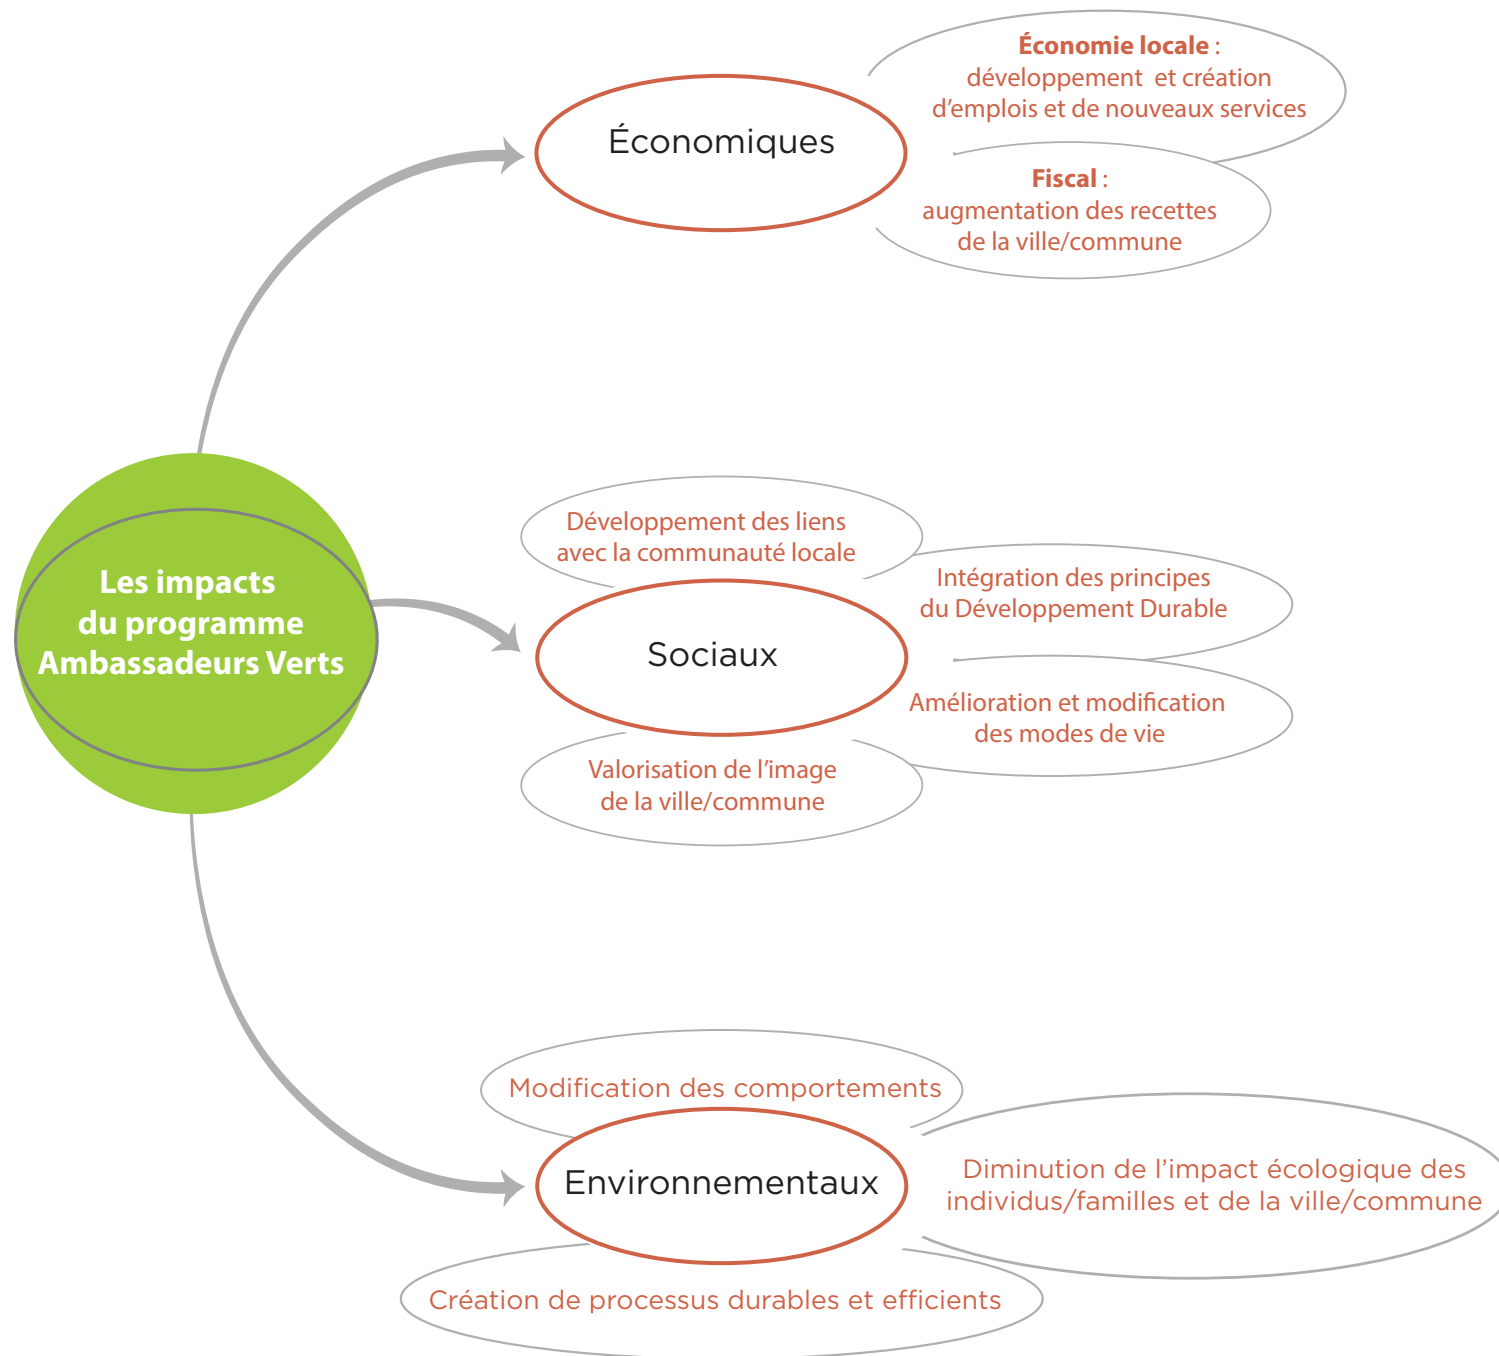 Économie locale :
développement et création
d'emplois et de nouveaux services
Économiques
Fiscal :
augmentation des recettes
de la ville/commune
Les impacts
du programme
Ambassadeurs Verts
Développement des liens
avec la communauté locale
Intégration des principes
du Développement Durable
Sociaux
Amélioration et modification
des modes de vie
Valorisation de l'image
de la ville/commune
Modification des comportements
Environnementaux
Diminution de l'impact écologique des
individus/familles et de la ville/commune
Création de processus durables et efficients